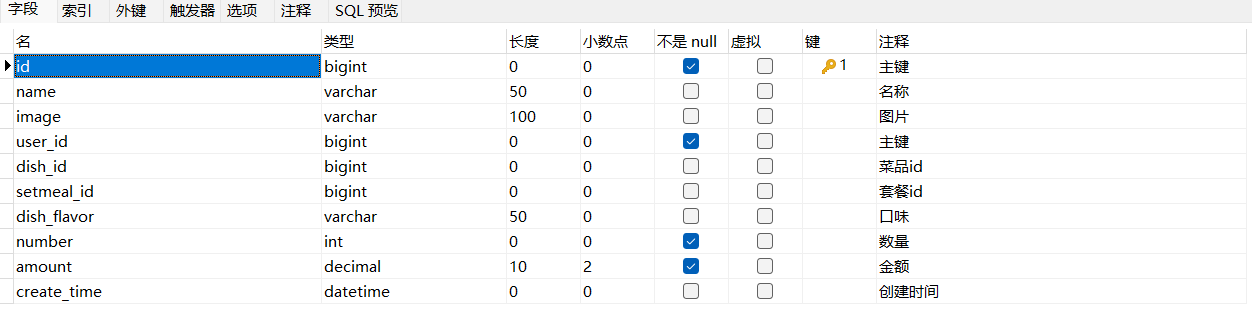 字段 索引 外键 触发器 选项 注释 SQL 预览
名 类型 长度 小数点 不是 null 虚拟 键 注释
id bigint 0 0 1 主键
name varchar 50 0 名称
image varchar 100 0 图片
user_id bigint 0 0 主键
dish_id bigint 0 0 菜品id
setmeal_id bigint 0 0 套餐id
dish_flavor varchar 50 0 口味
number int 0 0 数量
amount decimal 10 2 金额
create_time datetime 0 0 创建时间